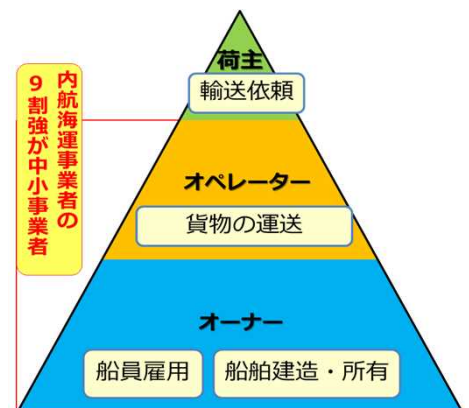 内航海運事業者の
9割強が中小事業者
荷主
輸送依頼
オペレーター
貨物の運送
オーナー
船員雇用
船舶建造・所有